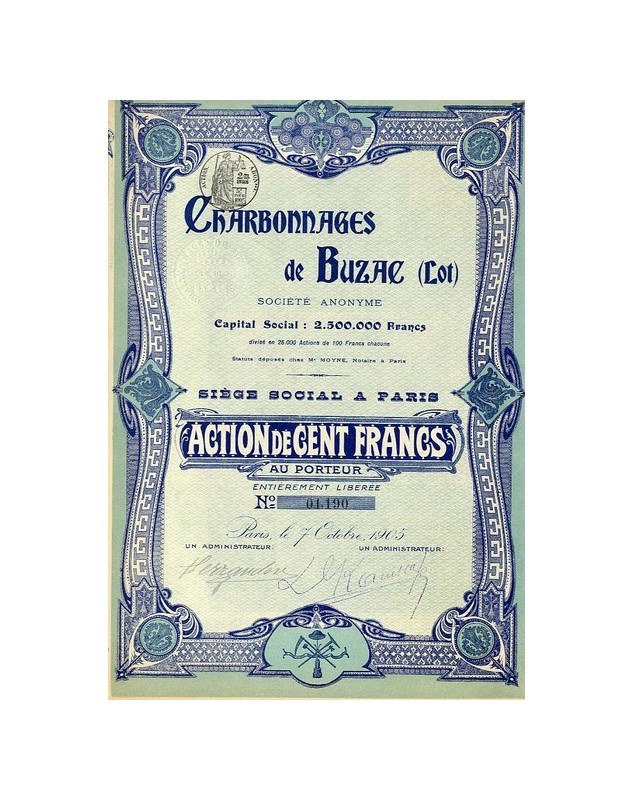 CHARBONNAGES
de BUZAC (Lot)
SOCIÉTÉ ANONYME
Capital Social : 2.500.000 Francs
divisé en 25.000 Actions de 100 Francs chacune
Statuts déposés chez Me MOYNE, Notaire à Paris
SIÈGE SOCIAL A PARIS
ACTION DE CENT FRANCS
AU PORTEUR
ENTIÈREMENT LIBÉRÉE
No 01.190
Paris, le 7 Octobre, 1905
UN ADMINISTRATEUR: UN ADMINISTRATEUR: